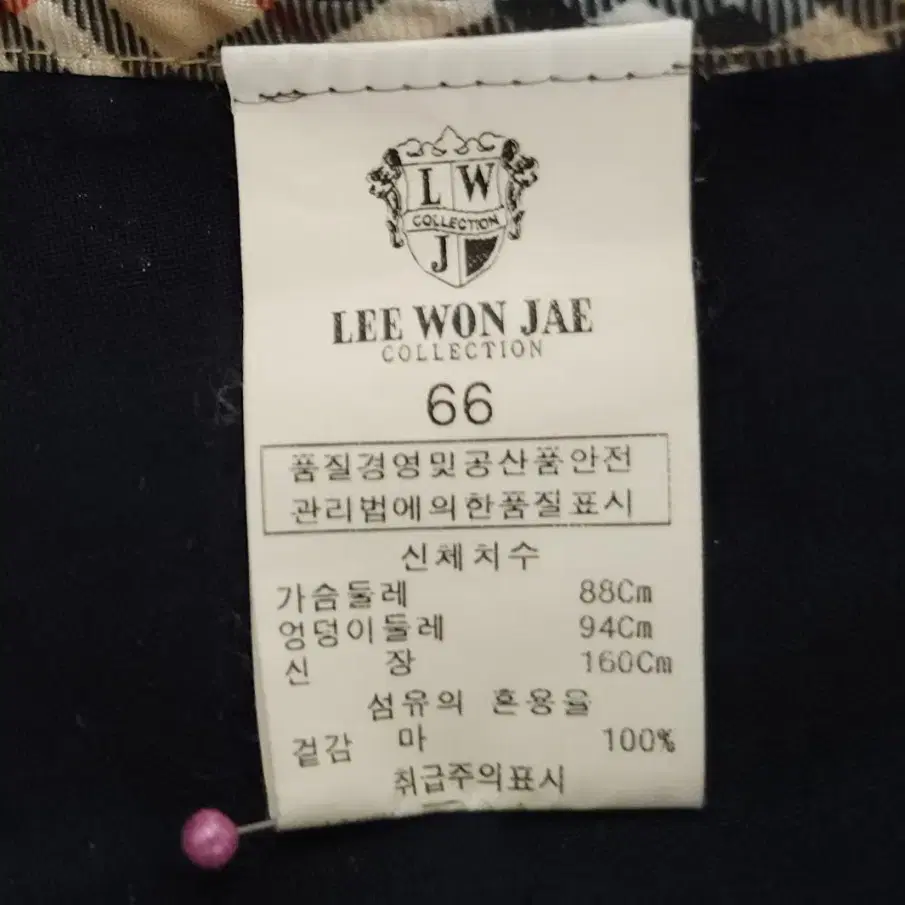 L W
COLLECTION
J
LEE WON JAE
COLLECTION
66
품질경영및공산품안전
관리법에의한품질표시
신체치수
가슴둘레 88Cm
엉덩이둘레 94Cm
신 장 160Cm
섬유의 혼용율
겉감 마 100%
취급주의표시